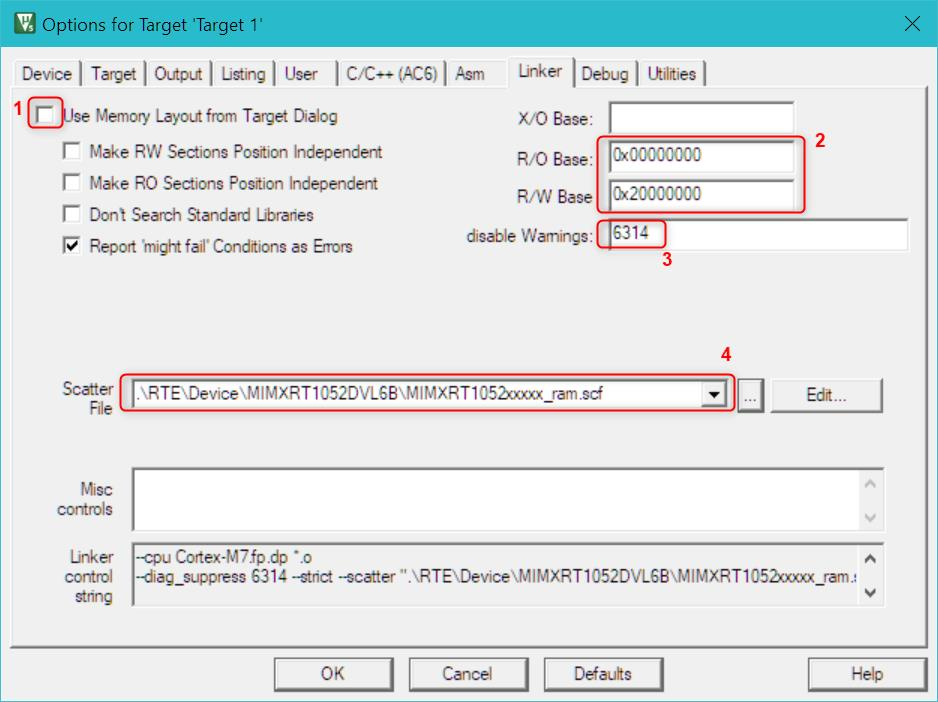 Options for Target 'Target 1'
Device Target Output Listing User C/C++ (AC6) Asm Linker Debug Utilities
1 Use Memory Layout from Target Dialog
Make RW Sections Position Independent
Make RO Sections Position Independent
Don't Search Standard Libraries
Report 'might fail' Conditions as Errors
X/O Base:
2
R/O Base: 0x00000000
R/W Base 0x20000000
disable Warnings: 6314
3
4
Scatter
File
.\RTE\Device\MIMXRT1052DVL6B\MIMXRT1052xxxxx_ram.scf
... Edit...
Misc
controls
Linker
control
string
--cpu Cortex-M7.fp.dp *.o
--diag_suppress 6314 --strict --scatter ".\RTE\Device\MIMXRT1052DVL6B\MIMXRT1052xxxxx_ram.
OK Cancel Defaults Help